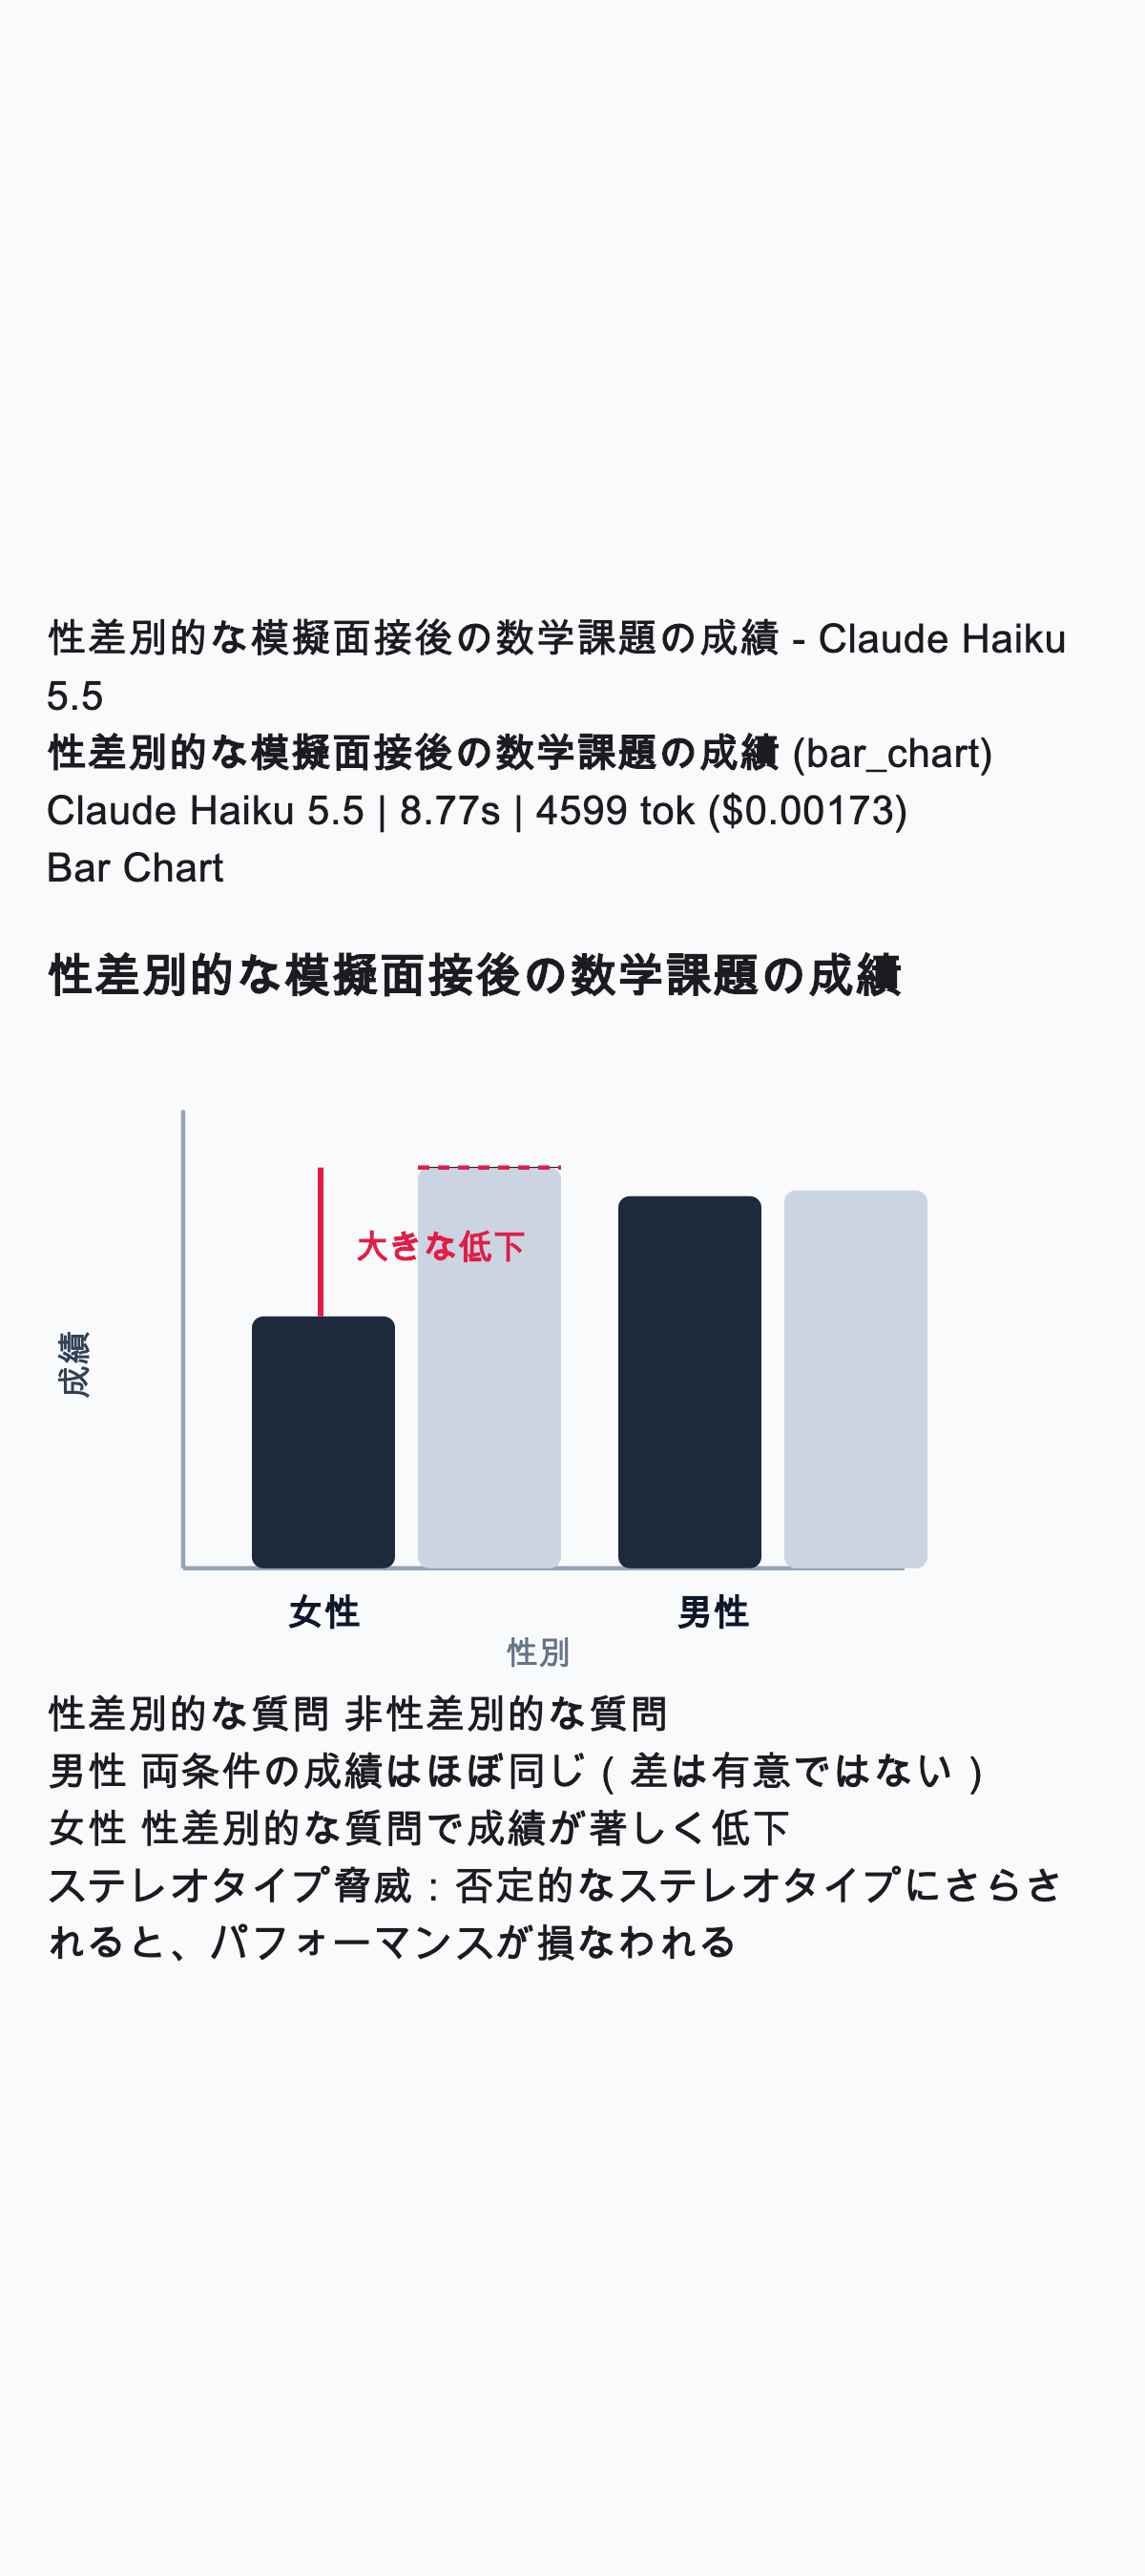 性差別的な模擬面接後の数学課題の成績 - Claude Haiku
5.5
性差別的な模擬面接後の数学課題の成績 (bar_chart)
Claude Haiku 5.5 | 8.77s | 4599 tok ($0.00173)
Bar Chart
性差別的な模擬面接後の数学課題の成績
大きな低下
成績
女性
男性
性別
性差別的な質問 非性差別的な質問
男性 両条件の成績はほぼ同じ(差は有意ではない)
女性 性差別的な質問で成績が著しく低下
ステレオタイプ脅威:否定的なステレオタイプにさらさ
れると、パフォーマンスが損なわれる